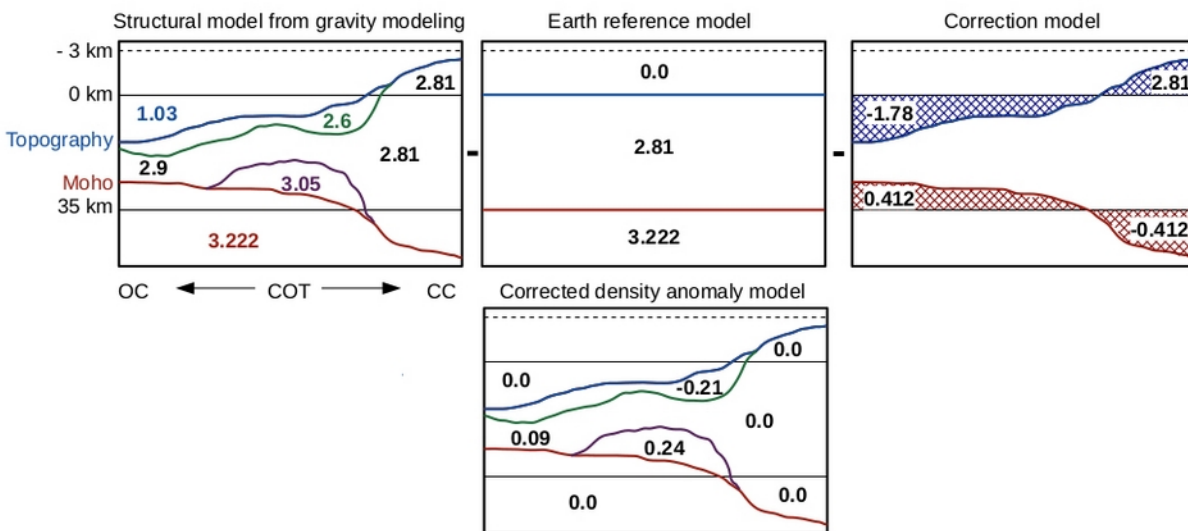 Structural model from gravity modeling
Earth reference model
Correction model
- 3 km
0 km
Topography
Moho
35 km
1.03
2.6
2.81
2.81
2.9
3.05
3.222
-
0.0
2.81
3.222
-
2.81
-1.78
0.412
-0.412
OC
COT
CC
Corrected density anomaly model
0.0
0.0
-0.21
0.0
0.09
0.24
0.0
0.0